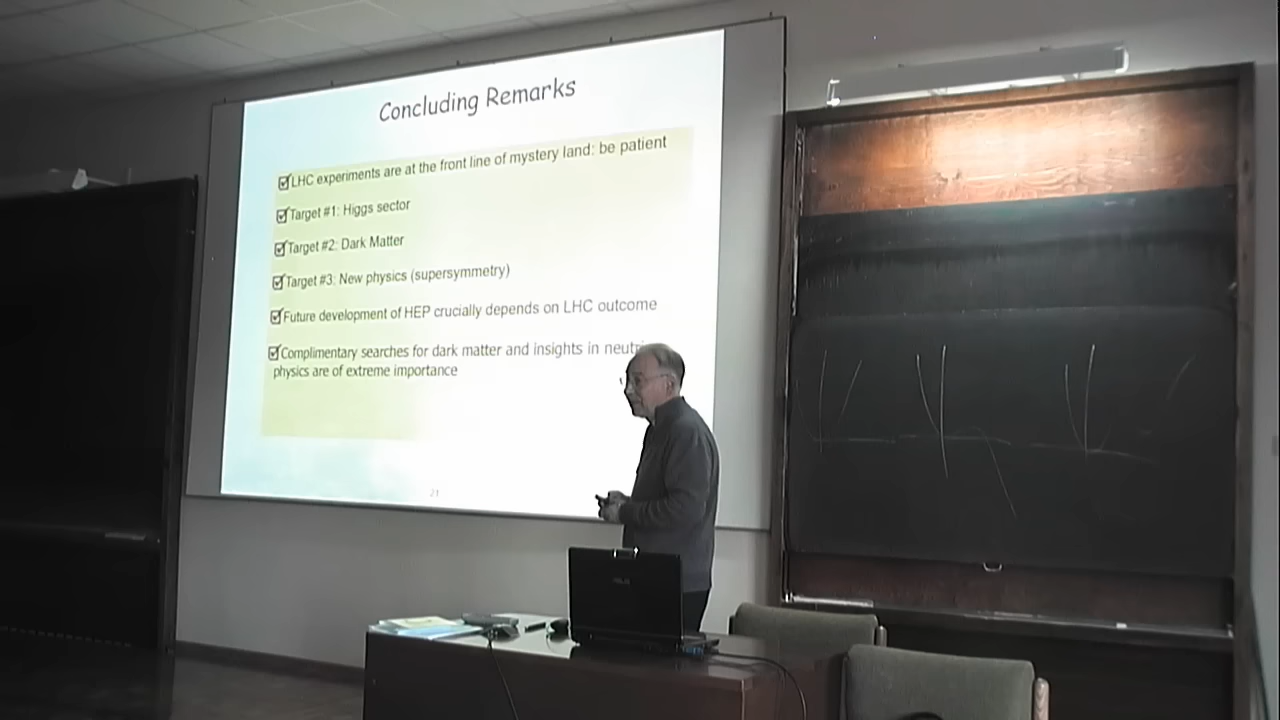 Concluding Remarks
LHC experiments are at the front line of mystery land: be patient
Target #1: Higgs sector
Target #2: Dark Matter
Target #3: New physics (supersymmetry)
Future development of HEP crucially depends on LHC outcome
Complimentary searches for dark matter and insights in
physics are of extreme importance
21
ASUS